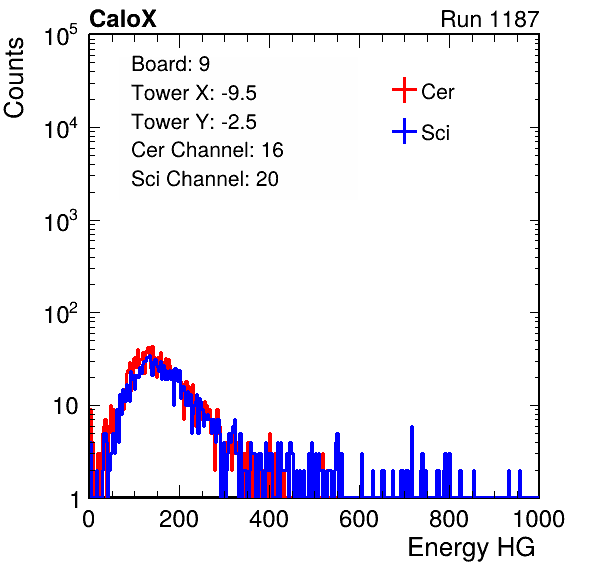 CaloX Run 1187
Counts
10^5
10^4
10^3
10^2
10
1
Board: 9
Tower X: -9.5
Tower Y: -2.5
Cer Channel: 16
Sci Channel: 20
Cer
Sci
0 200 400 600 800 1000
Energy HG